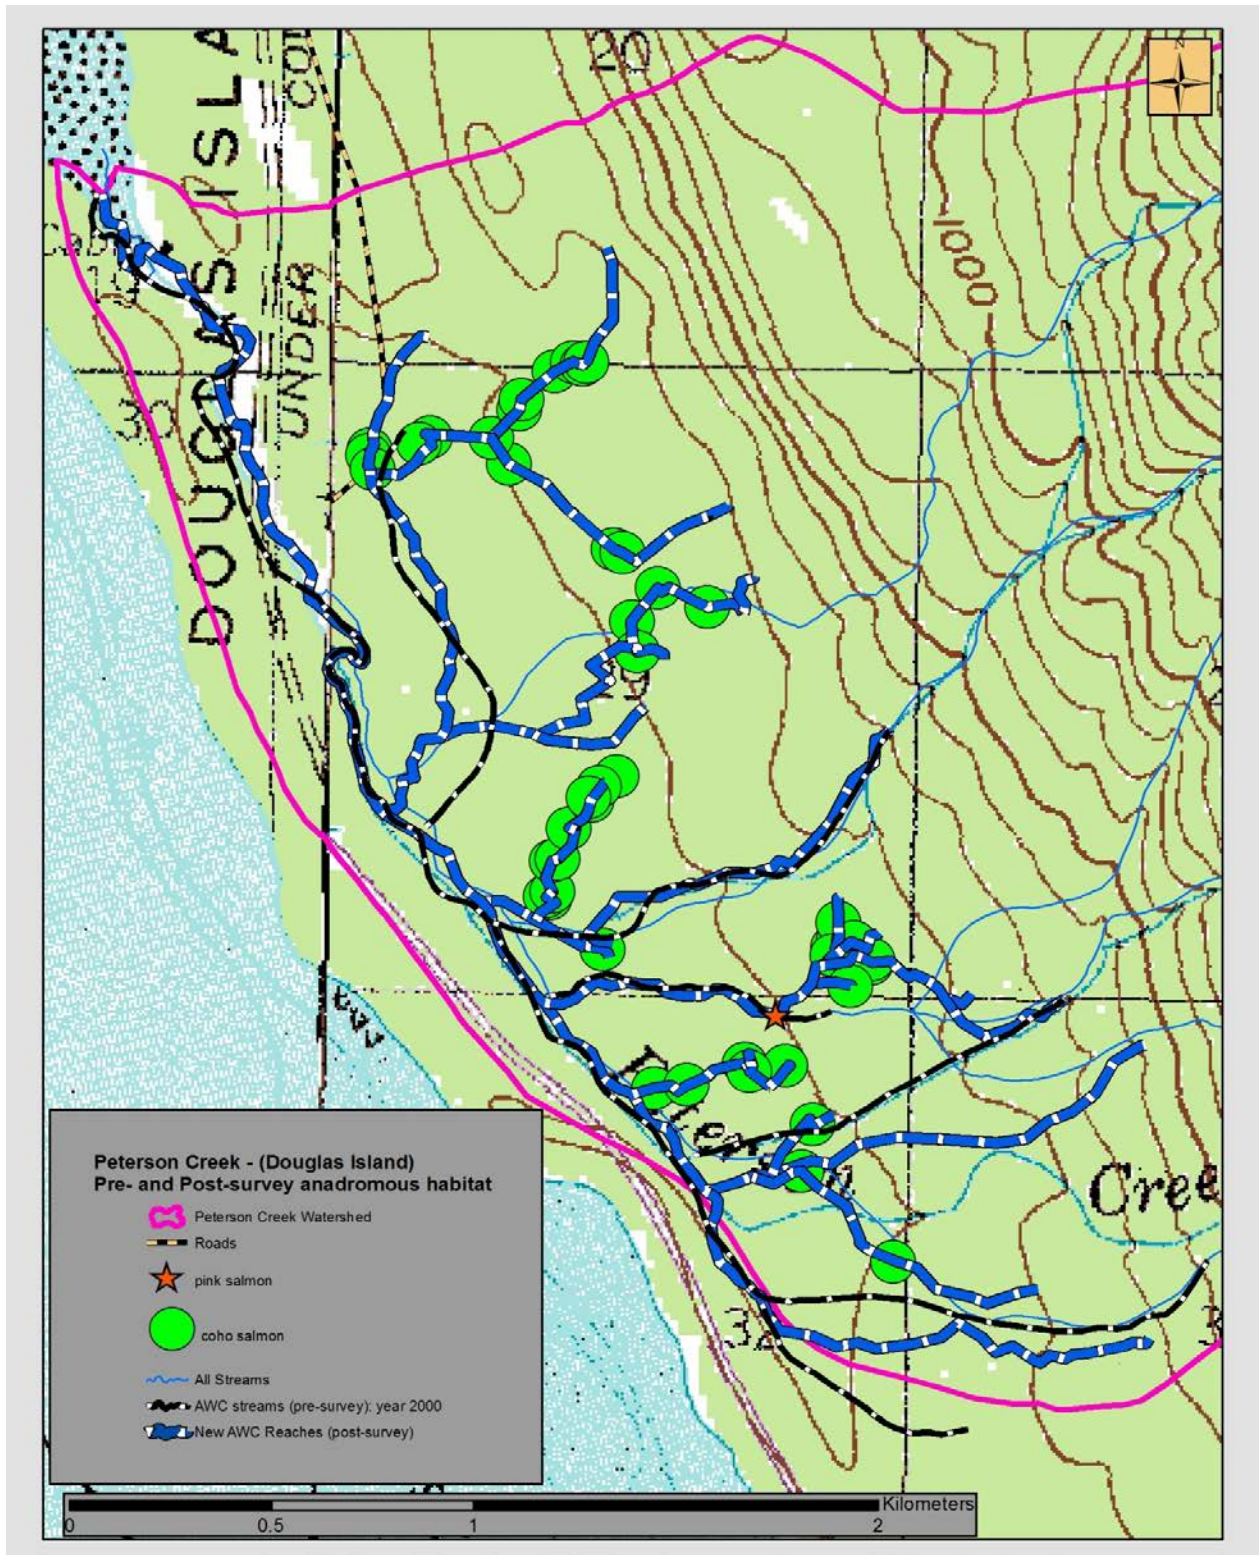 N
20
DOUGLAS ISLA
UNDER
1000
19
Cree
32
3
Peterson Creek - (Douglas Island)
Pre- and Post-survey anadromous habitat
Peterson Creek Watershed
Roads
pink salmon
coho salmon
All Streams
AWC streams (pre-survey): year 2000
New AWC Reaches (post-survey)
Kilometers
0 0.5 1 2